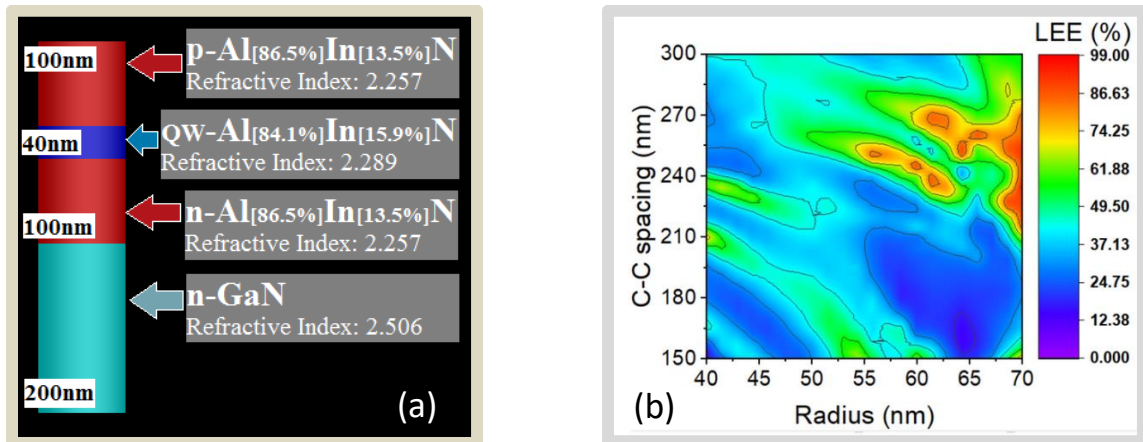 100nm
p-Al[86.5%]In[13.5%]N
Refractive Index: 2.257
40nm
QW-Al[84.1%]In[15.9%]N
Refractive Index: 2.289
n-Al[86.5%]In[13.5%]N
100nm
Refractive Index: 2.257
n-GaN
Refractive Index: 2.506
200nm
(a)
LEE (%)
300
270
240
210
180
150
C-C spacing (nm)
40 45 50 55 60 65 70
Radius (nm)
99.00
86.63
74.25
61.88
49.50
37.13
24.75
12.38
0.000
(b)